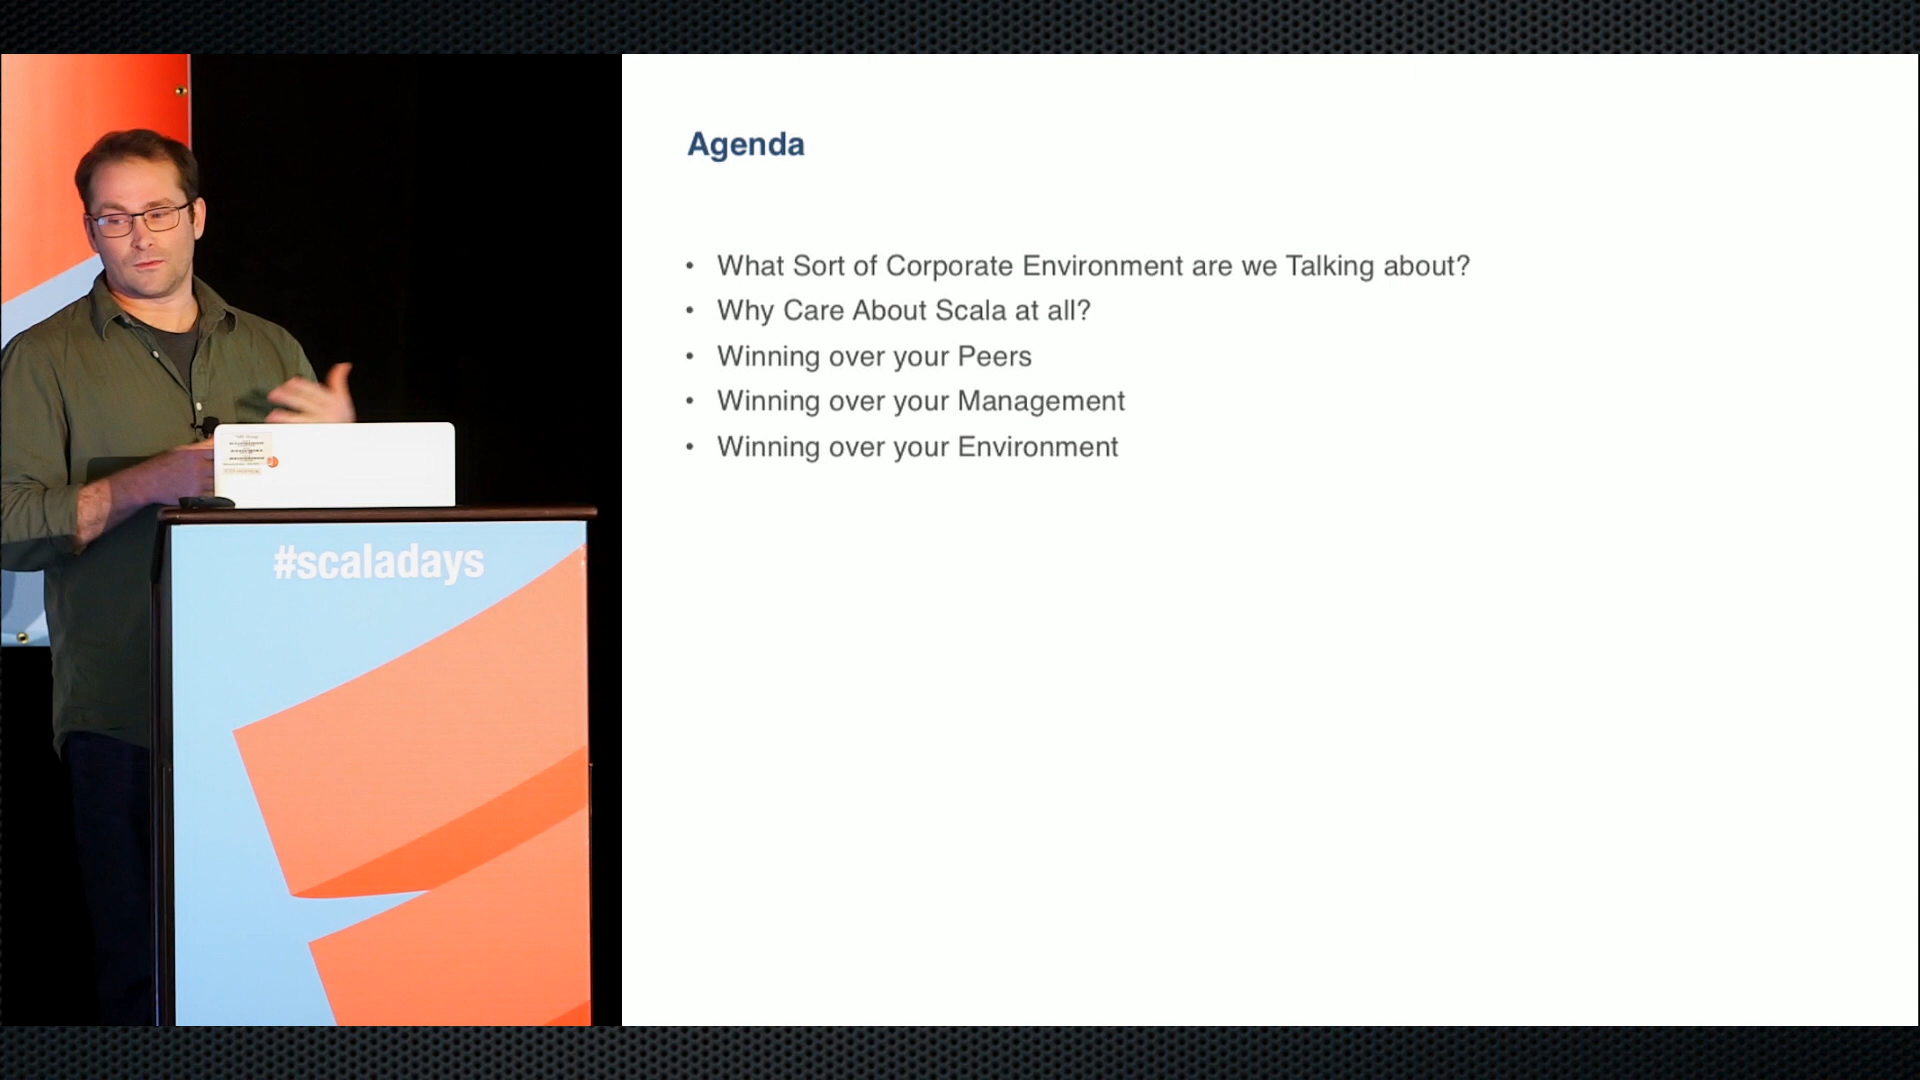 Agenda
• What Sort of Corporate Environment are we Talking about?
• Why Care About Scala at all?
• Winning over your Peers
• Winning over your Management
• Winning over your Environment
#scaladays